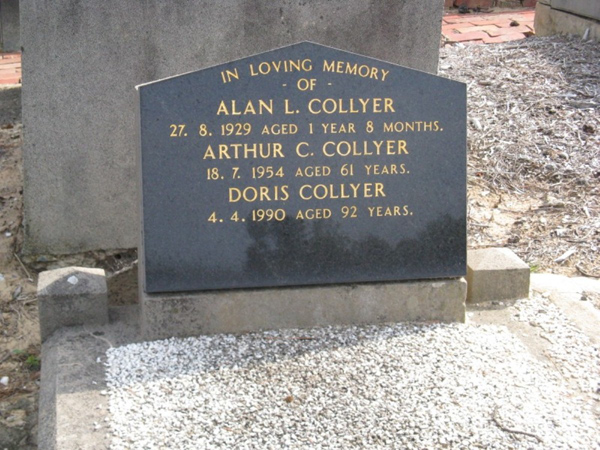 IN LOVING MEMORY
- OF -
ALAN L. COLLYER
27. 8. 1929 AGED 1 YEAR 8 MONTHS.
ARTHUR C. COLLYER
18. 7. 1954 AGED 61 YEARS.
DORIS COLLYER
4. 4. 1990 AGED 92 YEARS.